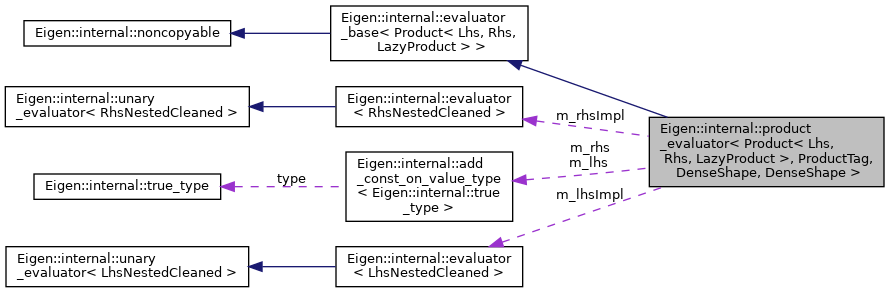 Eigen::internal::noncopyable
Eigen::internal::evaluator
_base< Product< Lhs, Rhs,
LazyProduct > >
Eigen::internal::unary
_evaluator< RhsNestedCleaned >
Eigen::internal::evaluator
< RhsNestedCleaned >
m_rhsImpl
Eigen::internal::product
_evaluator< Product< Lhs,
Rhs, LazyProduct >, ProductTag,
DenseShape, DenseShape >
Eigen::internal::true_type
type
Eigen::internal::add
_const_on_value_type
< Eigen::internal::true
_type >
m_rhs
m_lhs
m_lhsImpl
Eigen::internal::unary
_evaluator< LhsNestedCleaned >
Eigen::internal::evaluator
< LhsNestedCleaned >